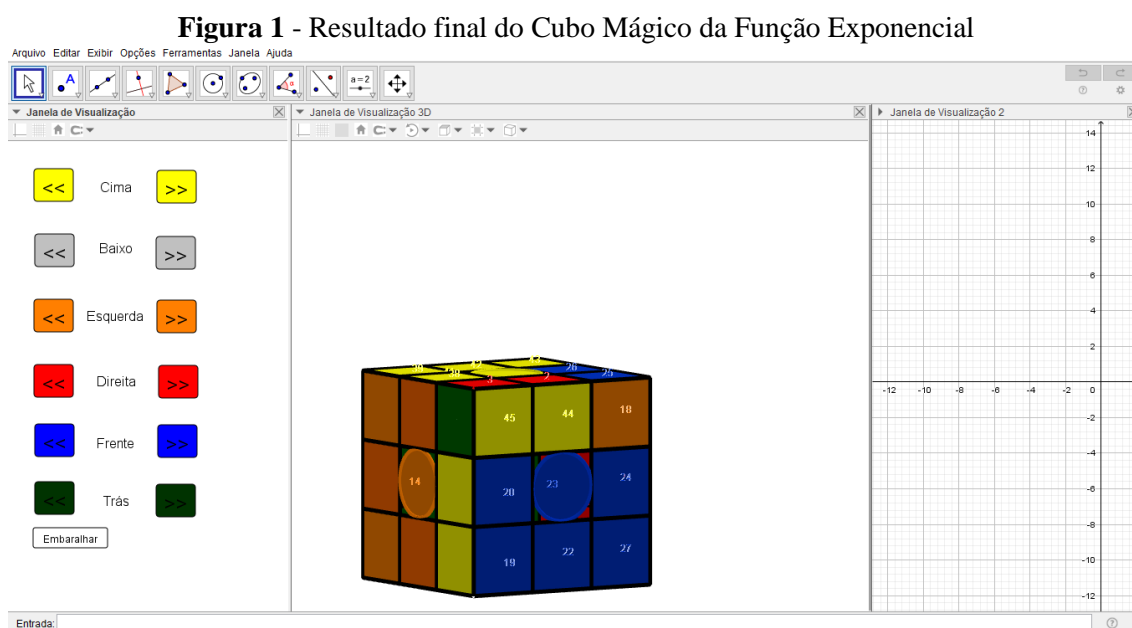 Figura 1 - Resultado final do Cubo Mágico da Função Exponencial
Arquivo Editar Exibir Opções Ferramentas Janela Ajuda
A
α
a=2
Janela de Visualização
Janela de Visualização 3D
Janela de Visualização 2
<< Cima >>
<< Baixo >>
<< Esquerda >>
<< Direita >>
<< Frente >>
<< Trás >>
Embaralhar
26
3 2 25
45 44 18
14
20 23 24
19 22 27
14
12
10
8
6
4
2
-12 -10 -8 -6 -4 -2 0
-2
-4
-6
-8
-10
-12
Entrada: